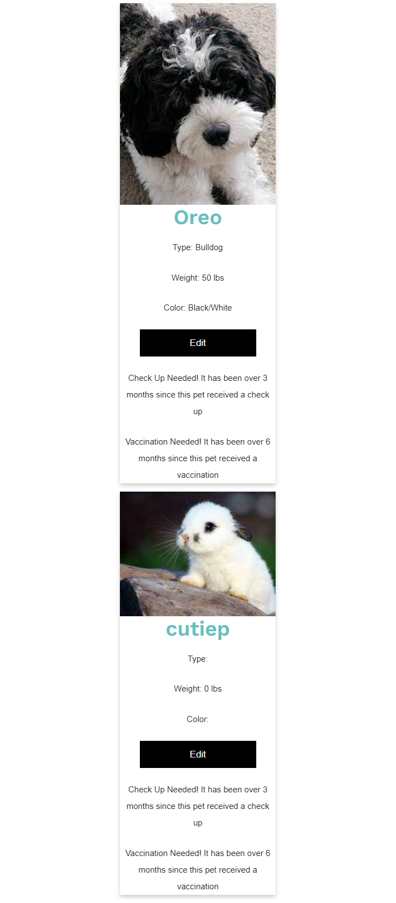 Oreo
Type: Bulldog
Weight: 50 lbs
Color: Black/White
Edit
Check Up Needed! It has been over 3
months since this pet received a check
up
Vaccination Needed! It has been over 6
months since this pet received a
vaccination
cutiep
Type:
Weight: 0 lbs
Color:
Edit
Check Up Needed! It has been over 3
months since this pet received a check
up
Vaccination Needed! It has been over 6
months since this pet received a
vaccination